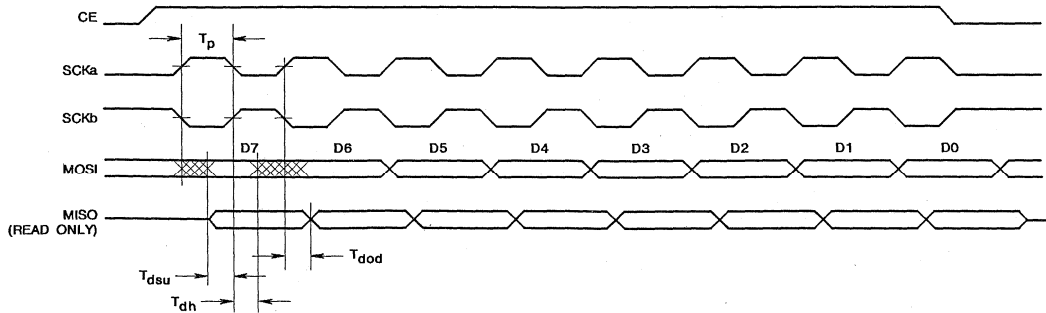 CE
Tp
SCKa
SCKb
D7 D6 D5 D4 D3 D2 D1 D0
MOSI
MISO
(READ ONLY)
Tdod
Tdsu
Tdh